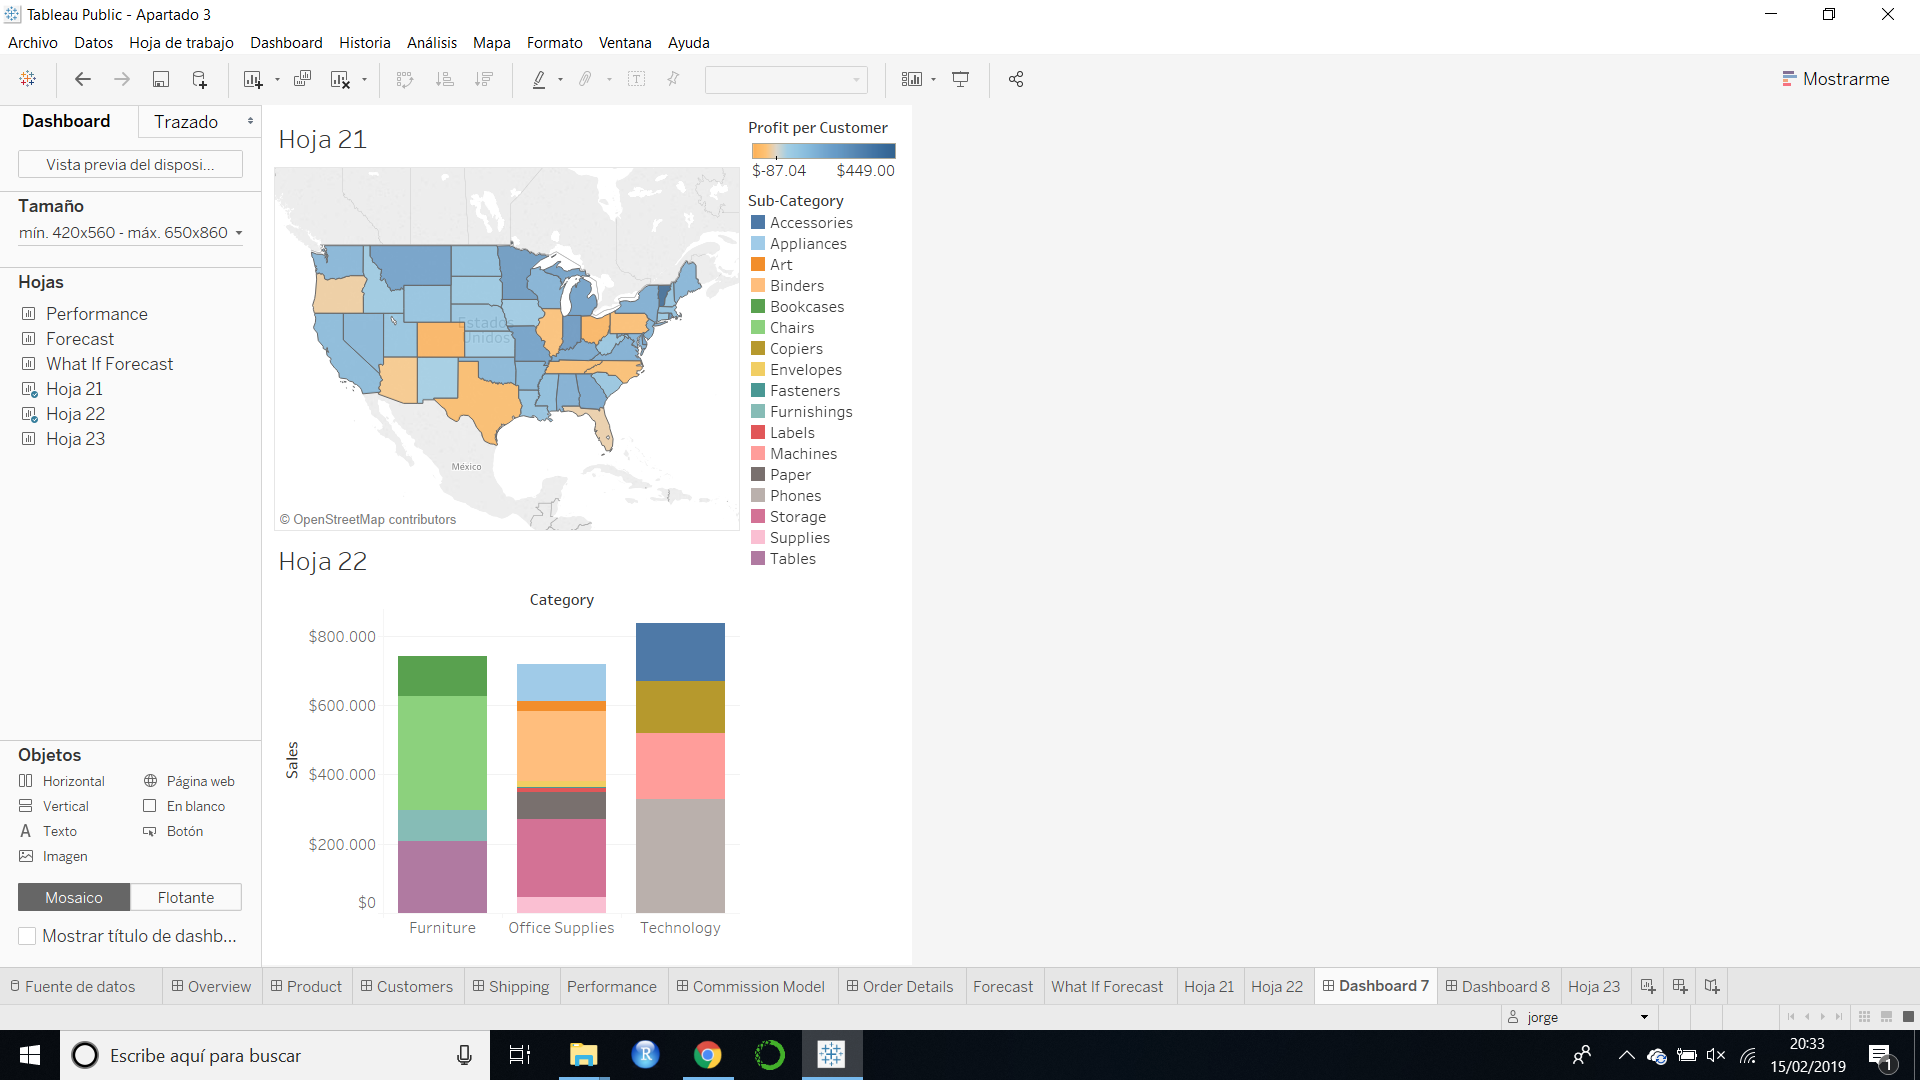 Tableau Public - Apartado 3
Archivo Datos Hoja de trabajo Dashboard Historia Análisis Mapa Formato Ventana Ayuda
Mostrarme
Dashboard Trazado
Vista previa del disposi...
Tamaño
mín. 420x560 - máx. 650x860
Hojas
Performance
Forecast
What If Forecast
Hoja 21
Hoja 22
Hoja 23
Objetos
Horizontal Página web
Vertical En blanco
A Texto Botón
Imagen
Mosaico Flotante
Mostrar título de dashb...
Hoja 21
Estados
Unidos
México
© OpenStreetMap contributors
Profit per Customer
$-87.04 $449.00
Sub-Category
Accessories
Appliances
Art
Binders
Bookcases
Chairs
Copiers
Envelopes
Fasteners
Furnishings
Labels
Machines
Paper
Phones
Storage
Supplies
Tables
Hoja 22
Category
Sales
$800.000
$600.000
$400.000
$200.000
$0
Furniture Office Supplies Technology
Fuente de datos Overview Product Customers Shipping Performance Commission Model Order Details Forecast What If Forecast Hoja 21 Hoja 22 Dashboard 7 Dashboard 8 Hoja 23
jorge
Escribe aquí para buscar
R
20:33
15/02/2019
1